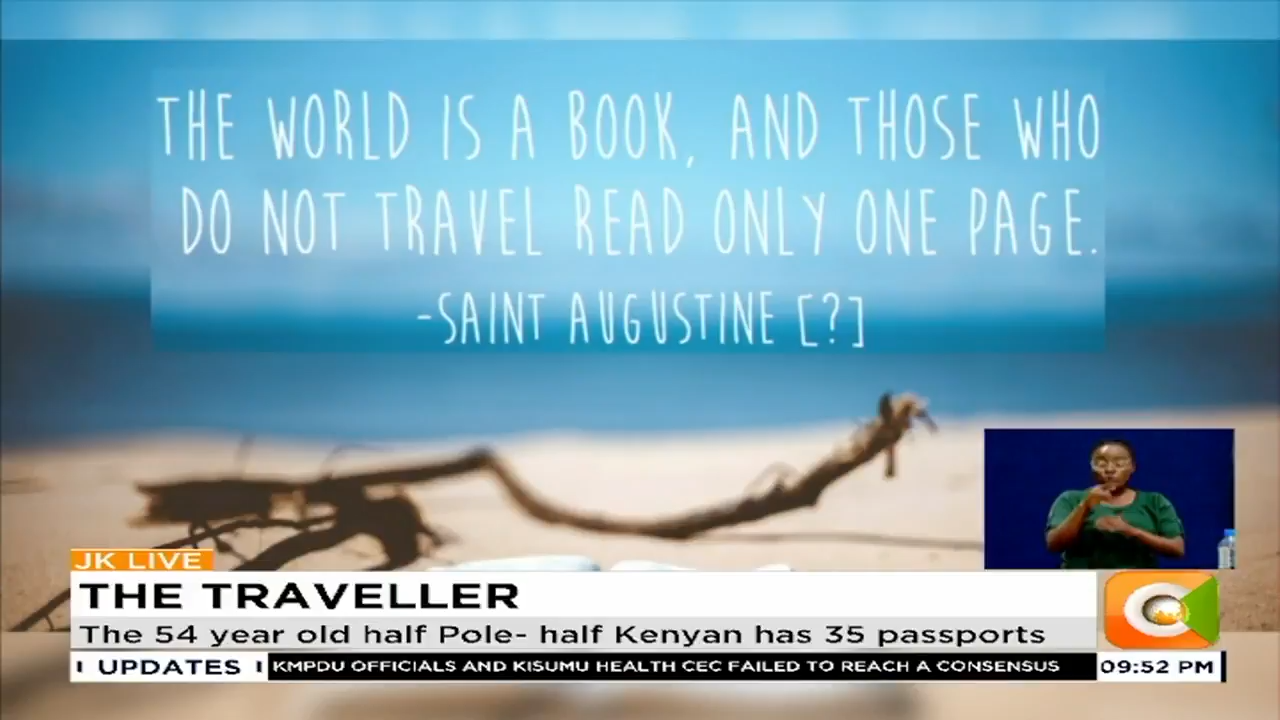 THE WORLD IS A BOOK, AND THOSE WHO
DO NOT TRAVEL READ ONLY ONE PAGE.
-SAINT AUGUSTINE [?]
JK LIVE
THE TRAVELLER
The 54 year old half Pole- half Kenyan has 35 passports
UPDATES
KMPDU OFFICIALS AND KISUMU HEALTH CEC FAILED TO REACH A CONSENSUS
09:52 PM